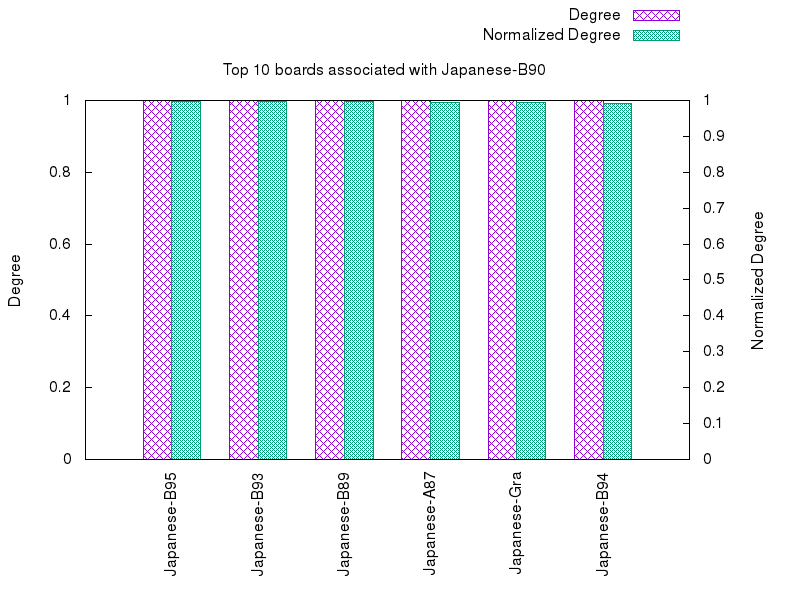 Degree
Normalized Degree
Top 10 boards associated with Japanese-B90
1
0.8
0.6
0.4
0.2
0
1
0.9
0.8
0.7
0.6
0.5
0.4
0.3
0.2
0.1
0
Degree
Normalized Degree
Japanese-B95
Japanese-B93
Japanese-B89
Japanese-A87
Japanese-Gra
Japanese-B94